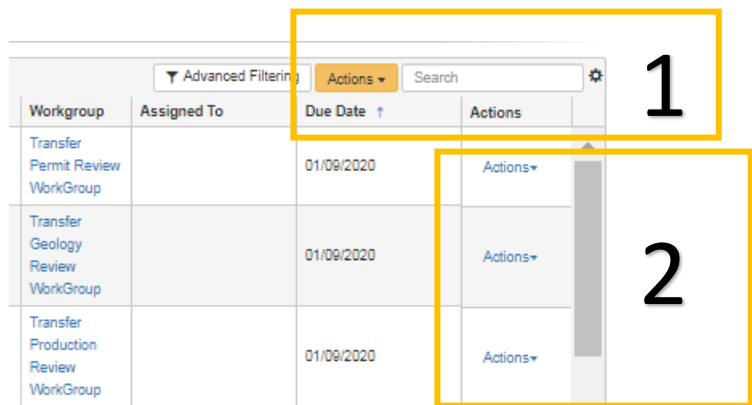 Advanced Filtering Actions Search
1
Workgroup Assigned To Due Date ↑ Actions
Transfer
Permit Review
WorkGroup
01/09/2020
Actions
2
Transfer
Geology
Review
WorkGroup
01/09/2020
Actions
Transfer
Production
Review
WorkGroup
01/09/2020
Actions